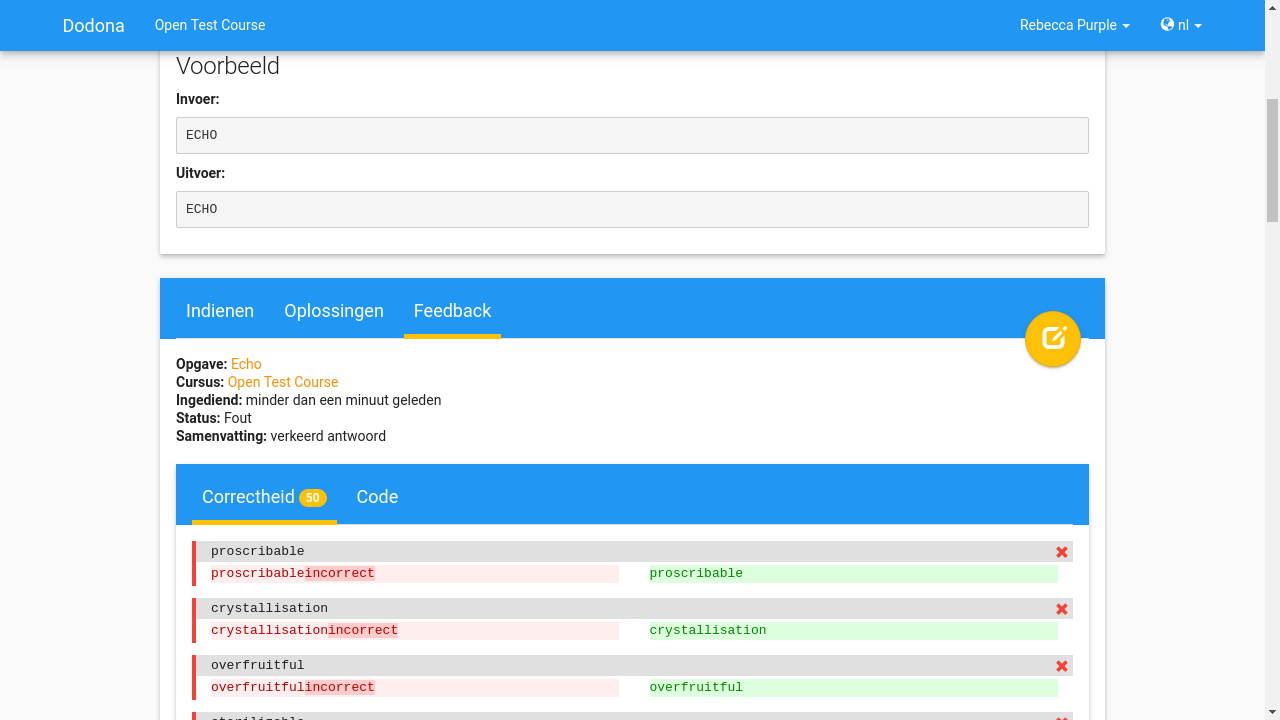 Dodona Open Test Course Rebecca Purple nl
Voorbeeld
Invoer:
ECHO
Uitvoer:
ECHO
Indienen Oplossingen Feedback
Opgave: Echo
Cursus: Open Test Course
Ingediend: minder dan een minuut geleden
Status: Fout
Samenvatting: verkeerd antwoord
Correctheid 50 Code
proscribable
proscribableincorrect proscribable
crystallisation
crystallisationincorrect crystallisation
overfruitful
overfruitfulincorrect overfruitful